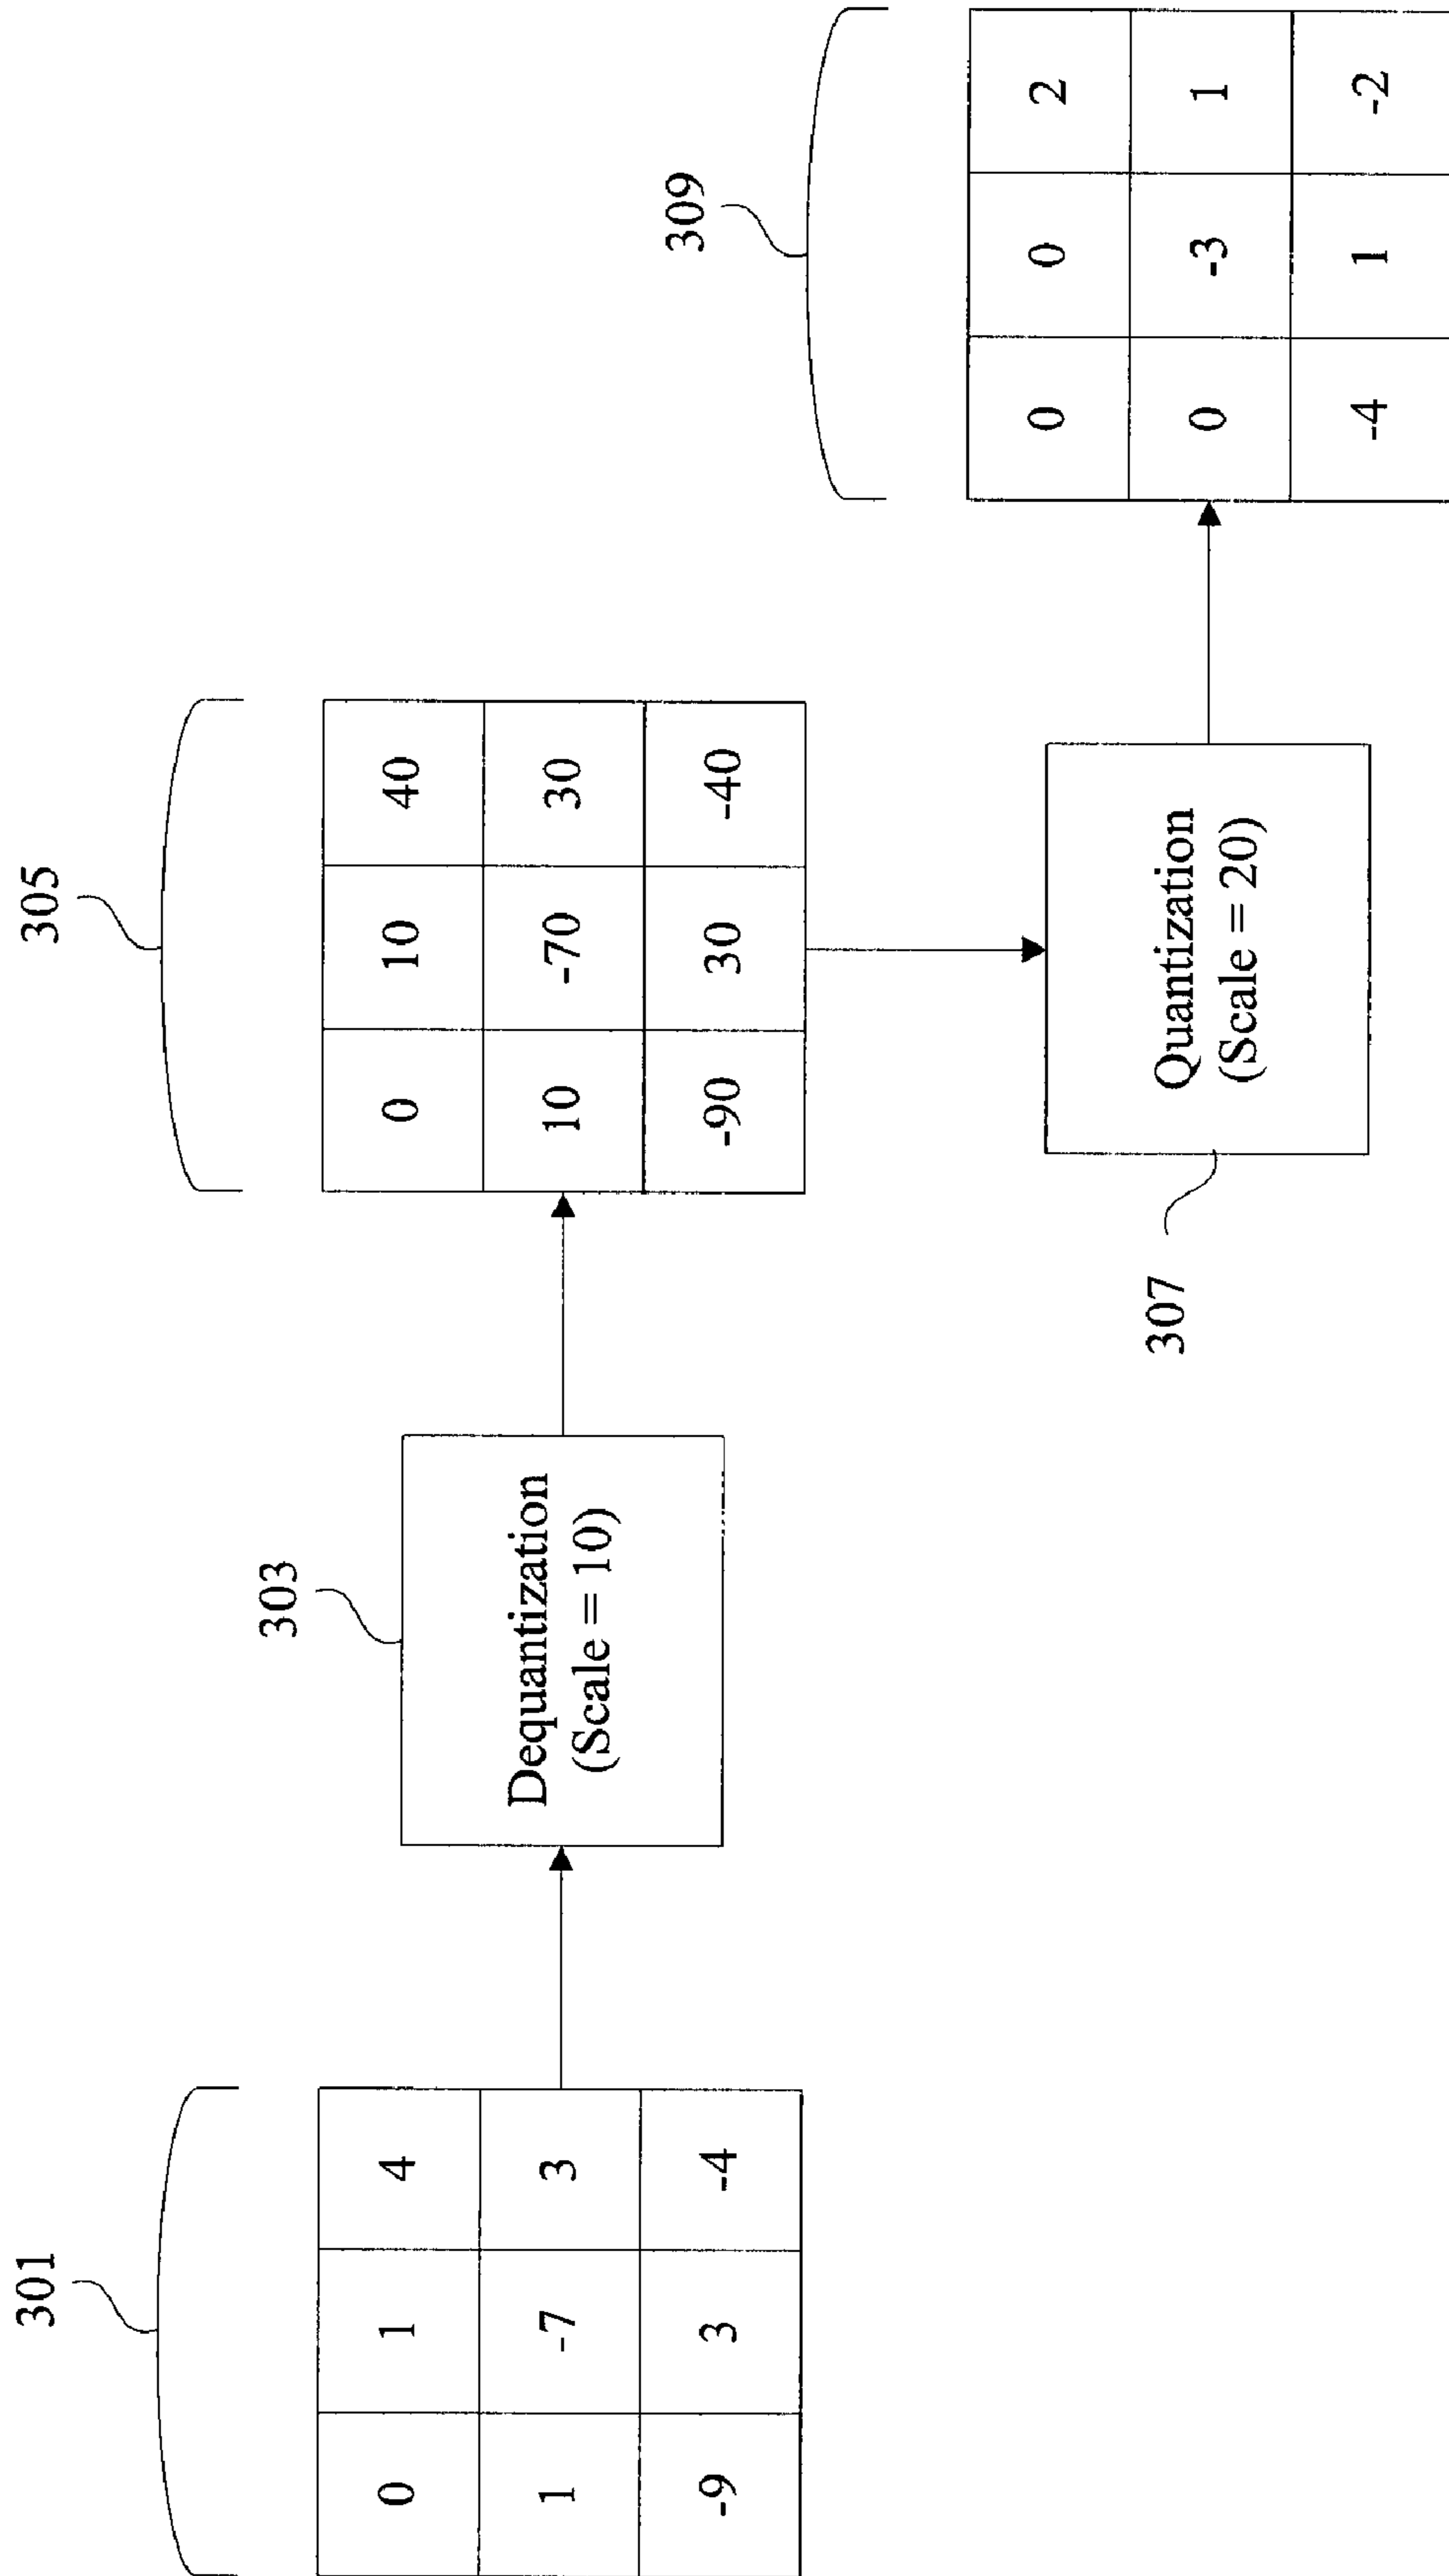 301
0 1 4
1 -7 3
-9 3 -4
303
Dequantization
(Scale = 10)
305
0 10 40
10 -70 30
-90 30 -40
307
Quantization
(Scale = 20)
309
0 0 2
0 -3 1
-4 1 -2